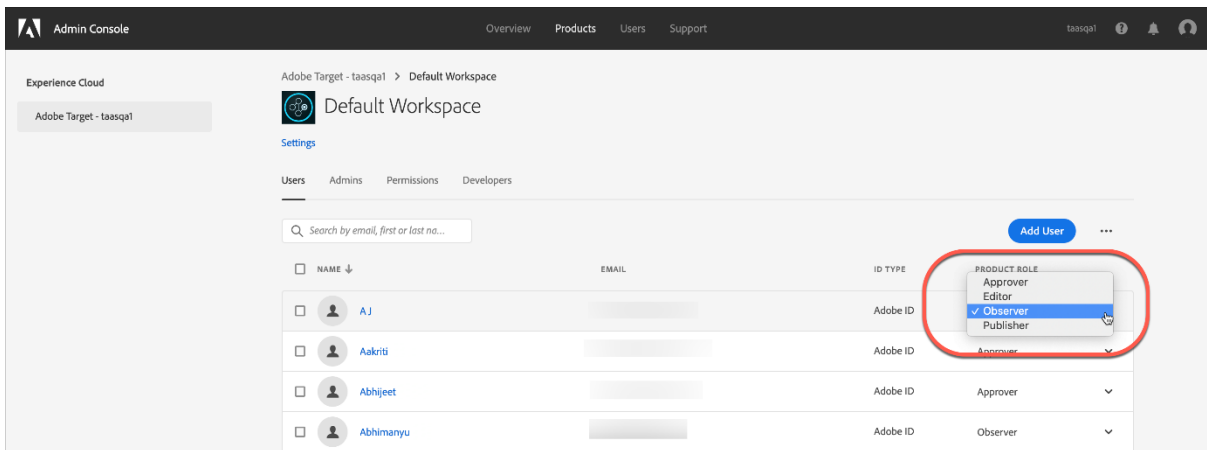 Admin Console
Overview Products Users Support
taasqa1
Experience Cloud
Adobe Target - taasqa1
Adobe Target - taasqa1 > Default Workspace
Default Workspace
Settings
Users Admins Permissions Developers
Search by email, first or last na...
Add User
NAME EMAIL ID TYPE PRODUCT ROLE
Approver
Editor
A J Adobe ID Observer
Publisher
Aakriti Adobe ID Approver
Abhijeet Adobe ID Approver
Abhimanyu Adobe ID Observer